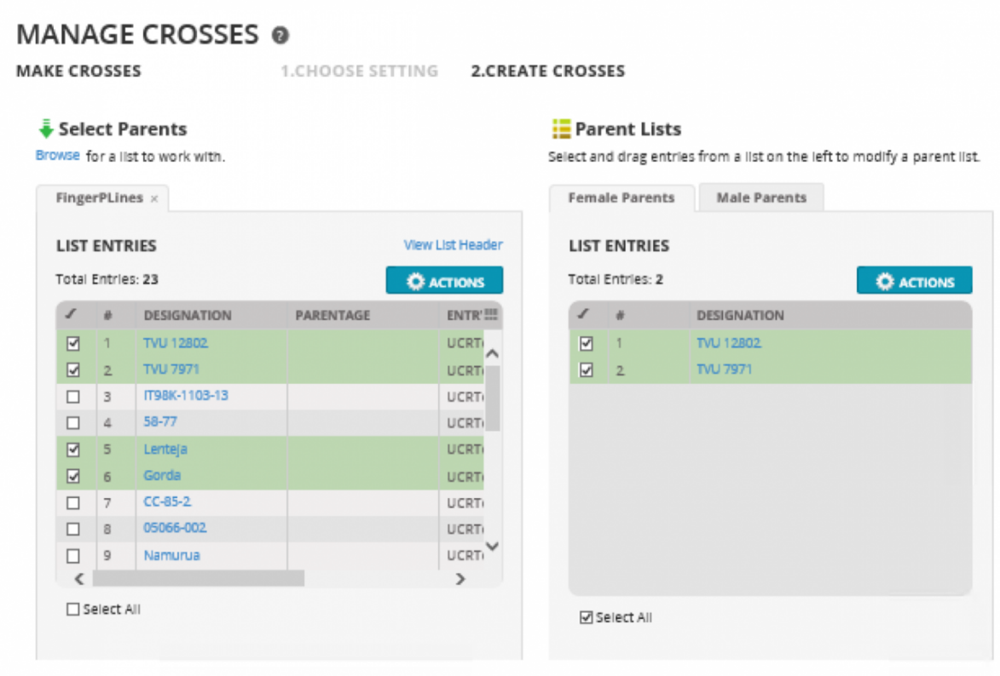 MANAGE CROSSES ?
MAKE CROSSES 1.CHOOSE SETTING 2.CREATE CROSSES
Select Parents
Browse for a list to work with.
FingerPLines ×
LIST ENTRIES View List Header
Total Entries: 23 ACTIONS
# DESIGNATION PARENTAGE ENTR
1 TVU 12802 UCRT
2 TVU 7971 UCRT
3 IT98K-1103-13 UCRT
4 58-77 UCRT
5 Lenteja UCRT
6 Gorda UCRT
7 CC-85-2 UCRT
8 05066-002 UCRT
9 Namurua UCRT
Select All
Parent Lists
Select and drag entries from a list on the left to modify a parent list.
Female Parents Male Parents
LIST ENTRIES
Total Entries: 2 ACTIONS
# DESIGNATION
1 TVU 12802
2 TVU 7971
Select All